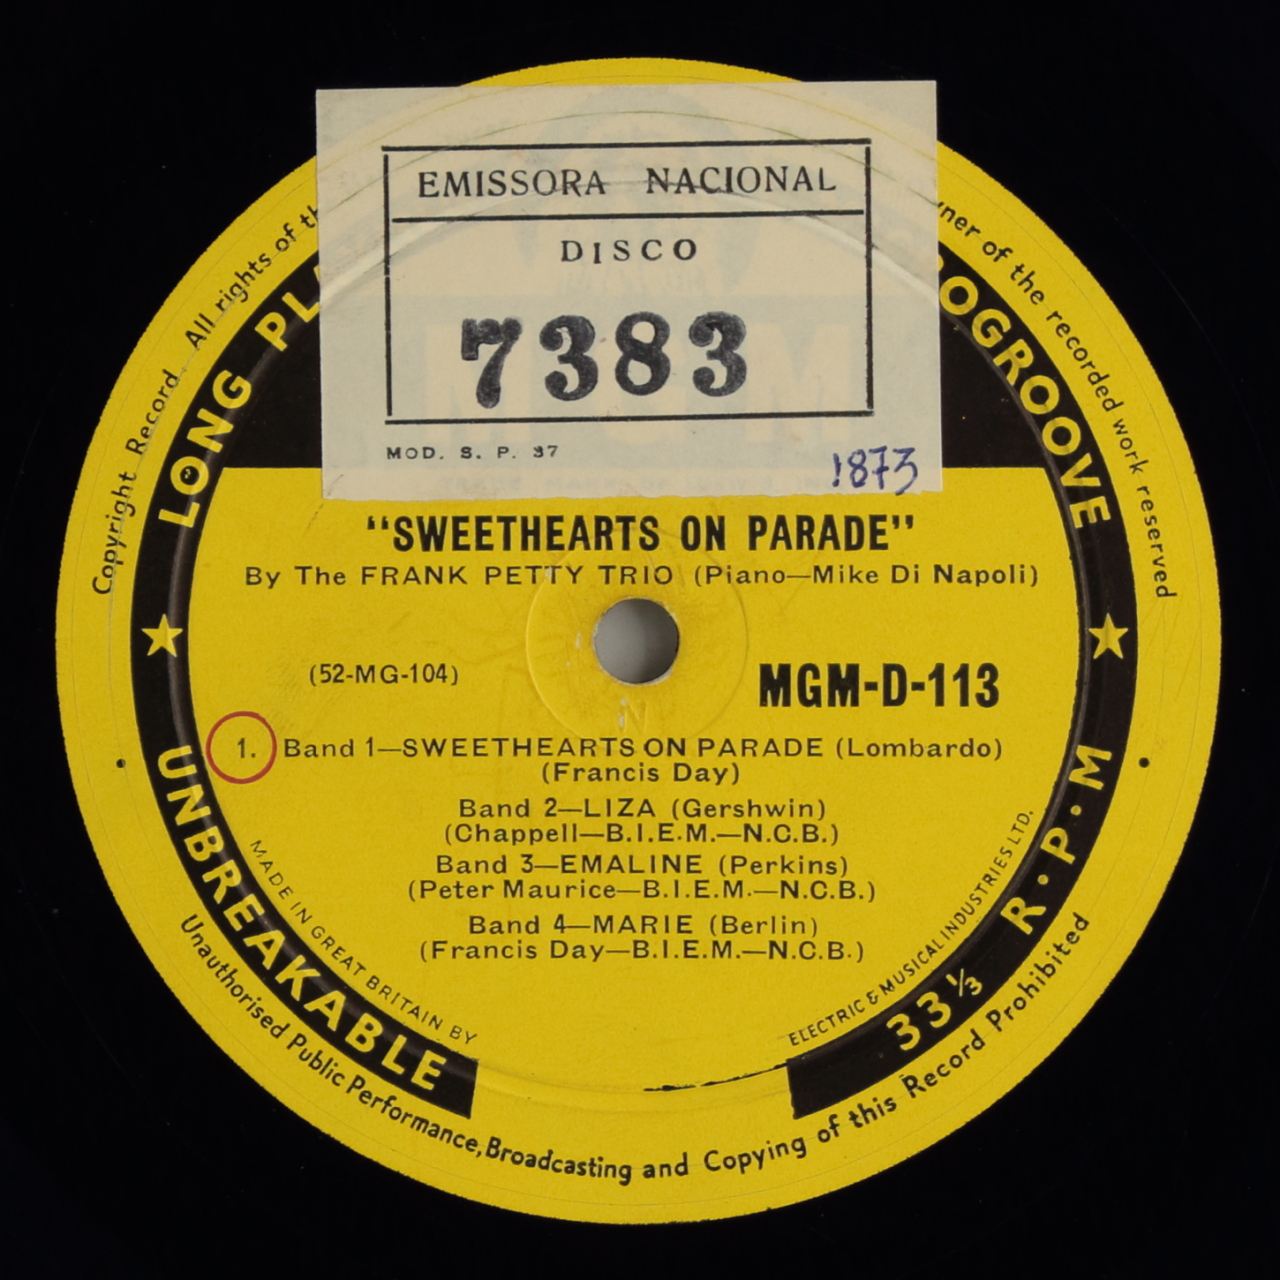 EMISSORA NACIONAL
DISCO
7383
MOD. S. P. 37
1873
Copyright Record. All rights of
owner of the recorded work reserved
LONG
MICROGROOVE
"SWEETHEARTS ON PARADE"
By The FRANK PETTY TRIO (Piano—Mike Di Napoli)
(52-MG-104)
MGM-D-113
1. Band 1—SWEETHEARTS ON PARADE (Lombardo)
(Francis Day)
Band 2—LIZA (Gershwin)
(Chappell—B.I.E.M.—N.C.B.)
Band 3—EMALINE (Perkins)
(Peter Maurice—B.I.E.M.—N.C.B.)
Band 4—MARIE (Berlin)
(Francis Day—B.I.E.M.—N.C.B.)
MADE IN GREAT BRITAIN BY
ELECTRIC & MUSICAL INDUSTRIES LTD.
UNBREAKABLE
33⅓ R·P·M
Unauthorised Public Performance, Broadcasting and Copying of this Record Prohibited